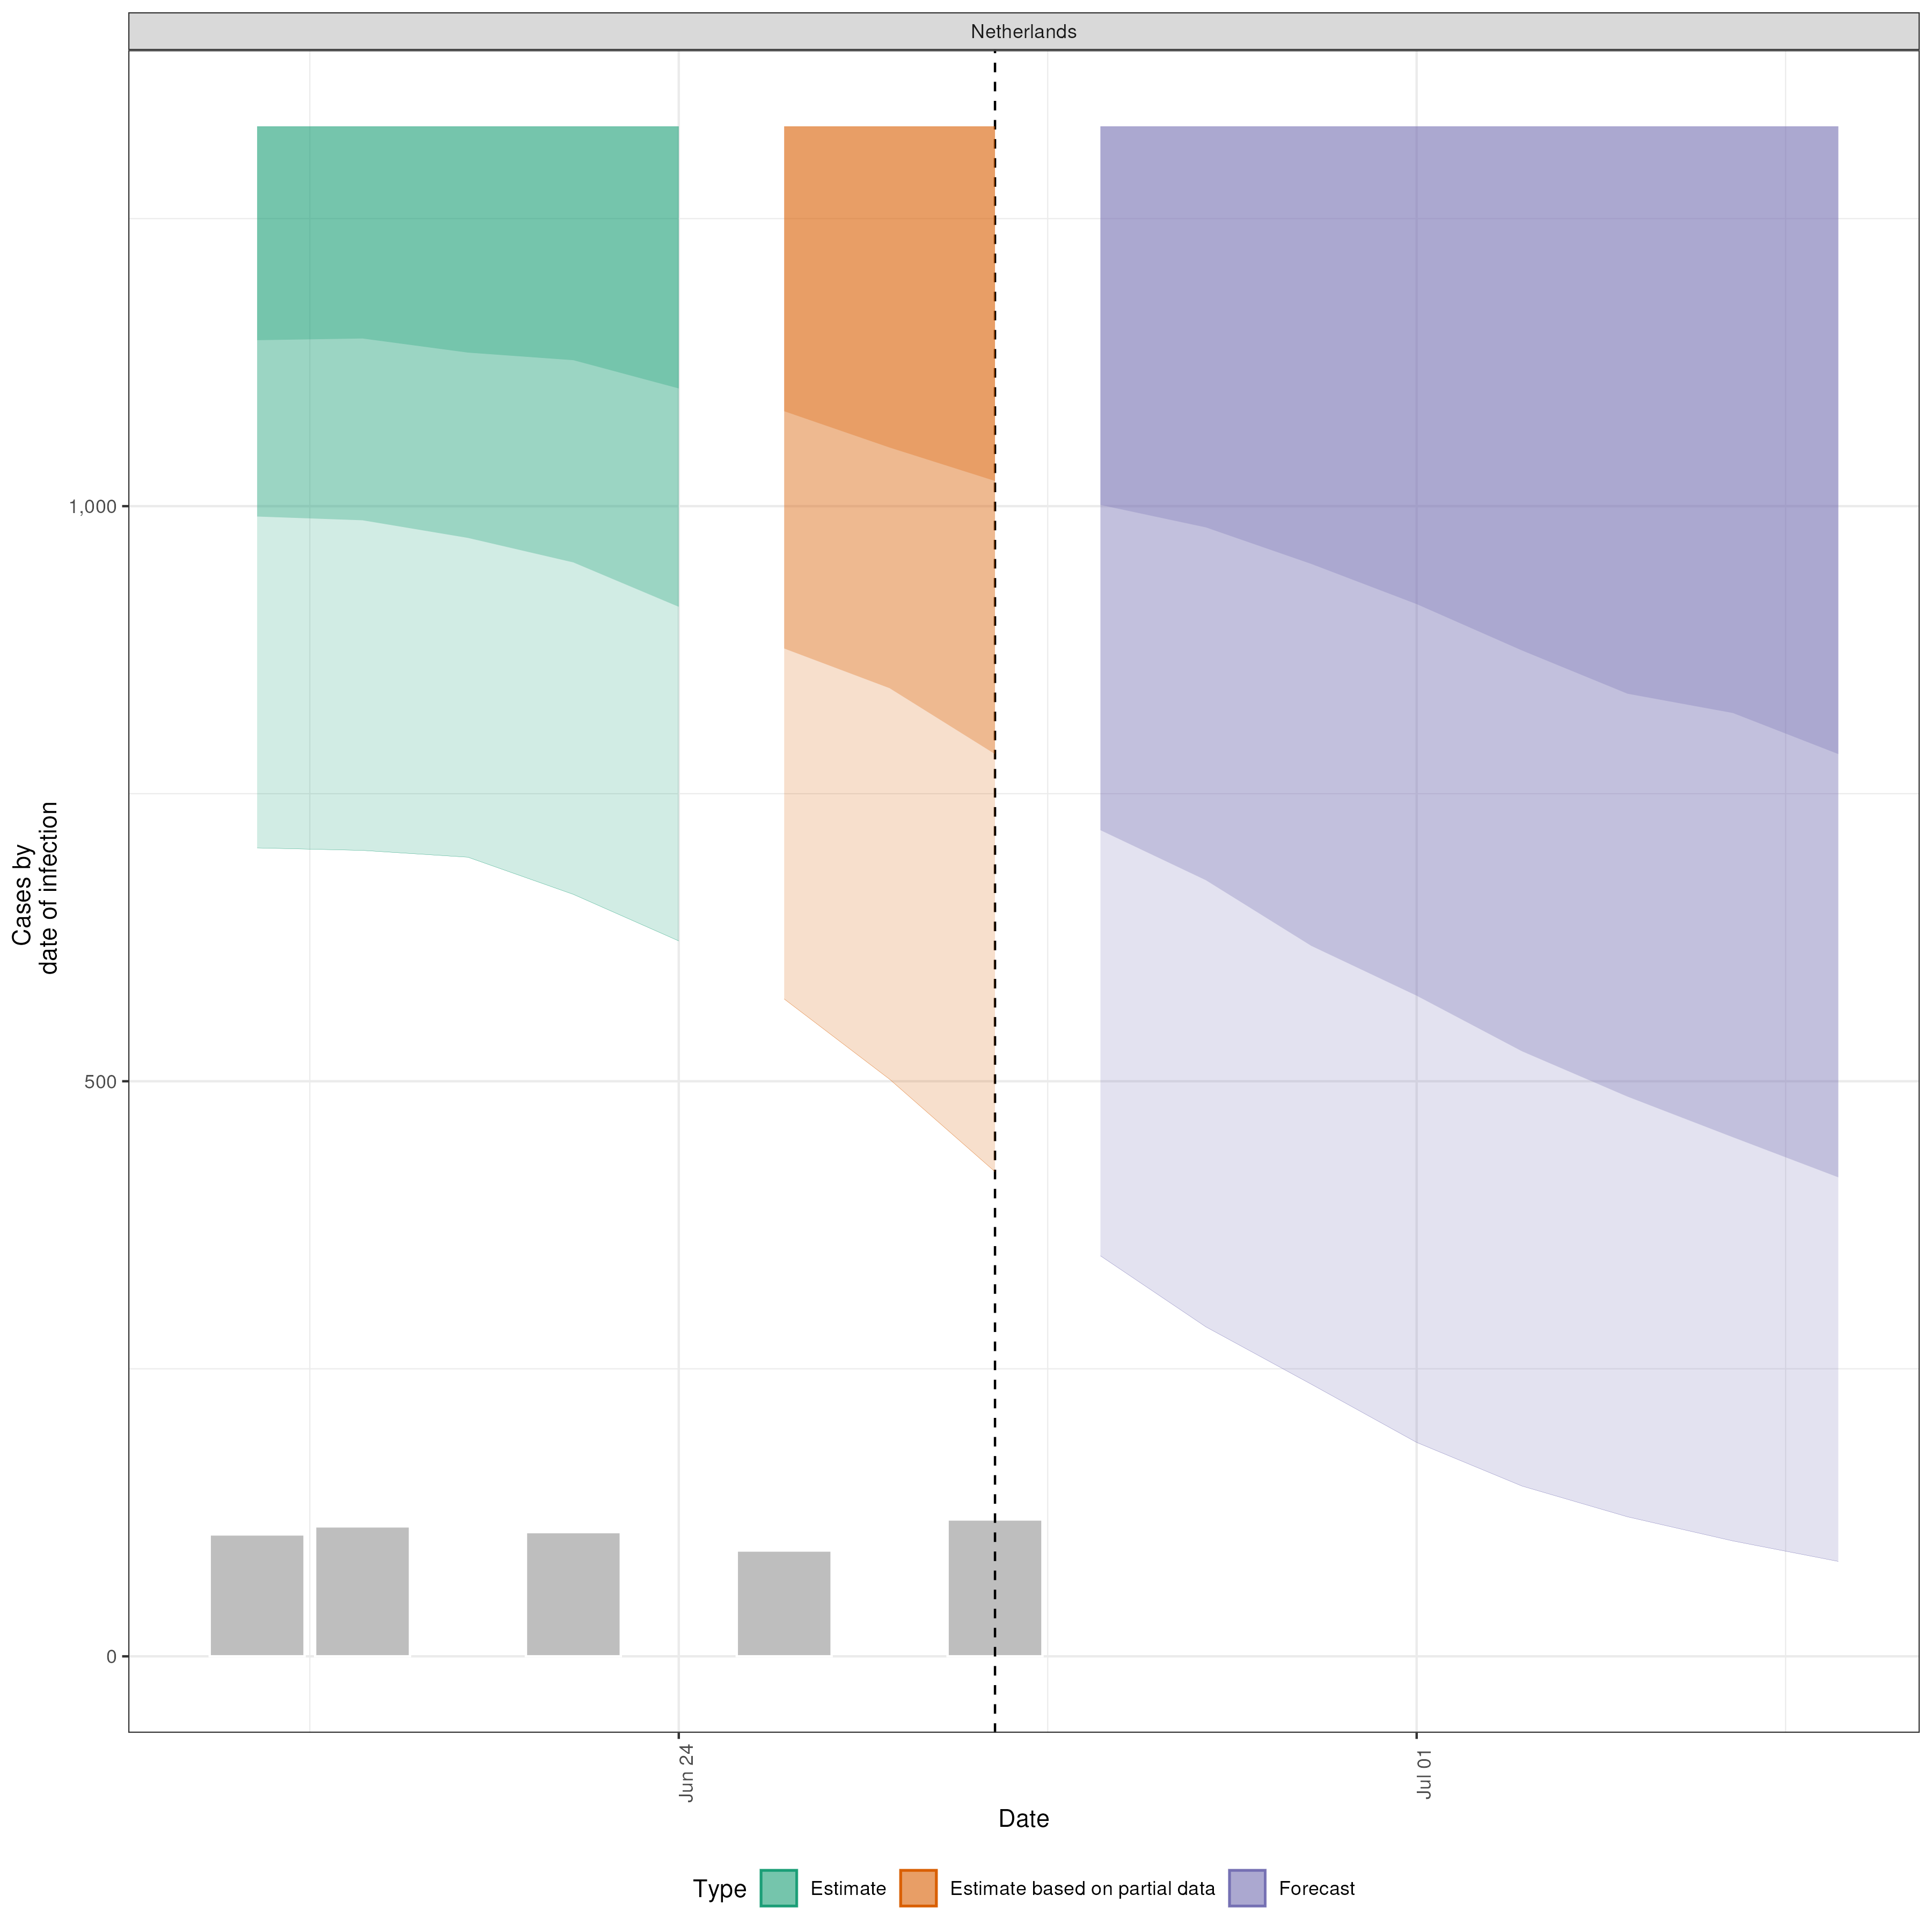 Netherlands
1,000
500
0
Cases by
date of infection
Jun 24
Jul 01
Date
Type
Estimate
Estimate based on partial data
Forecast